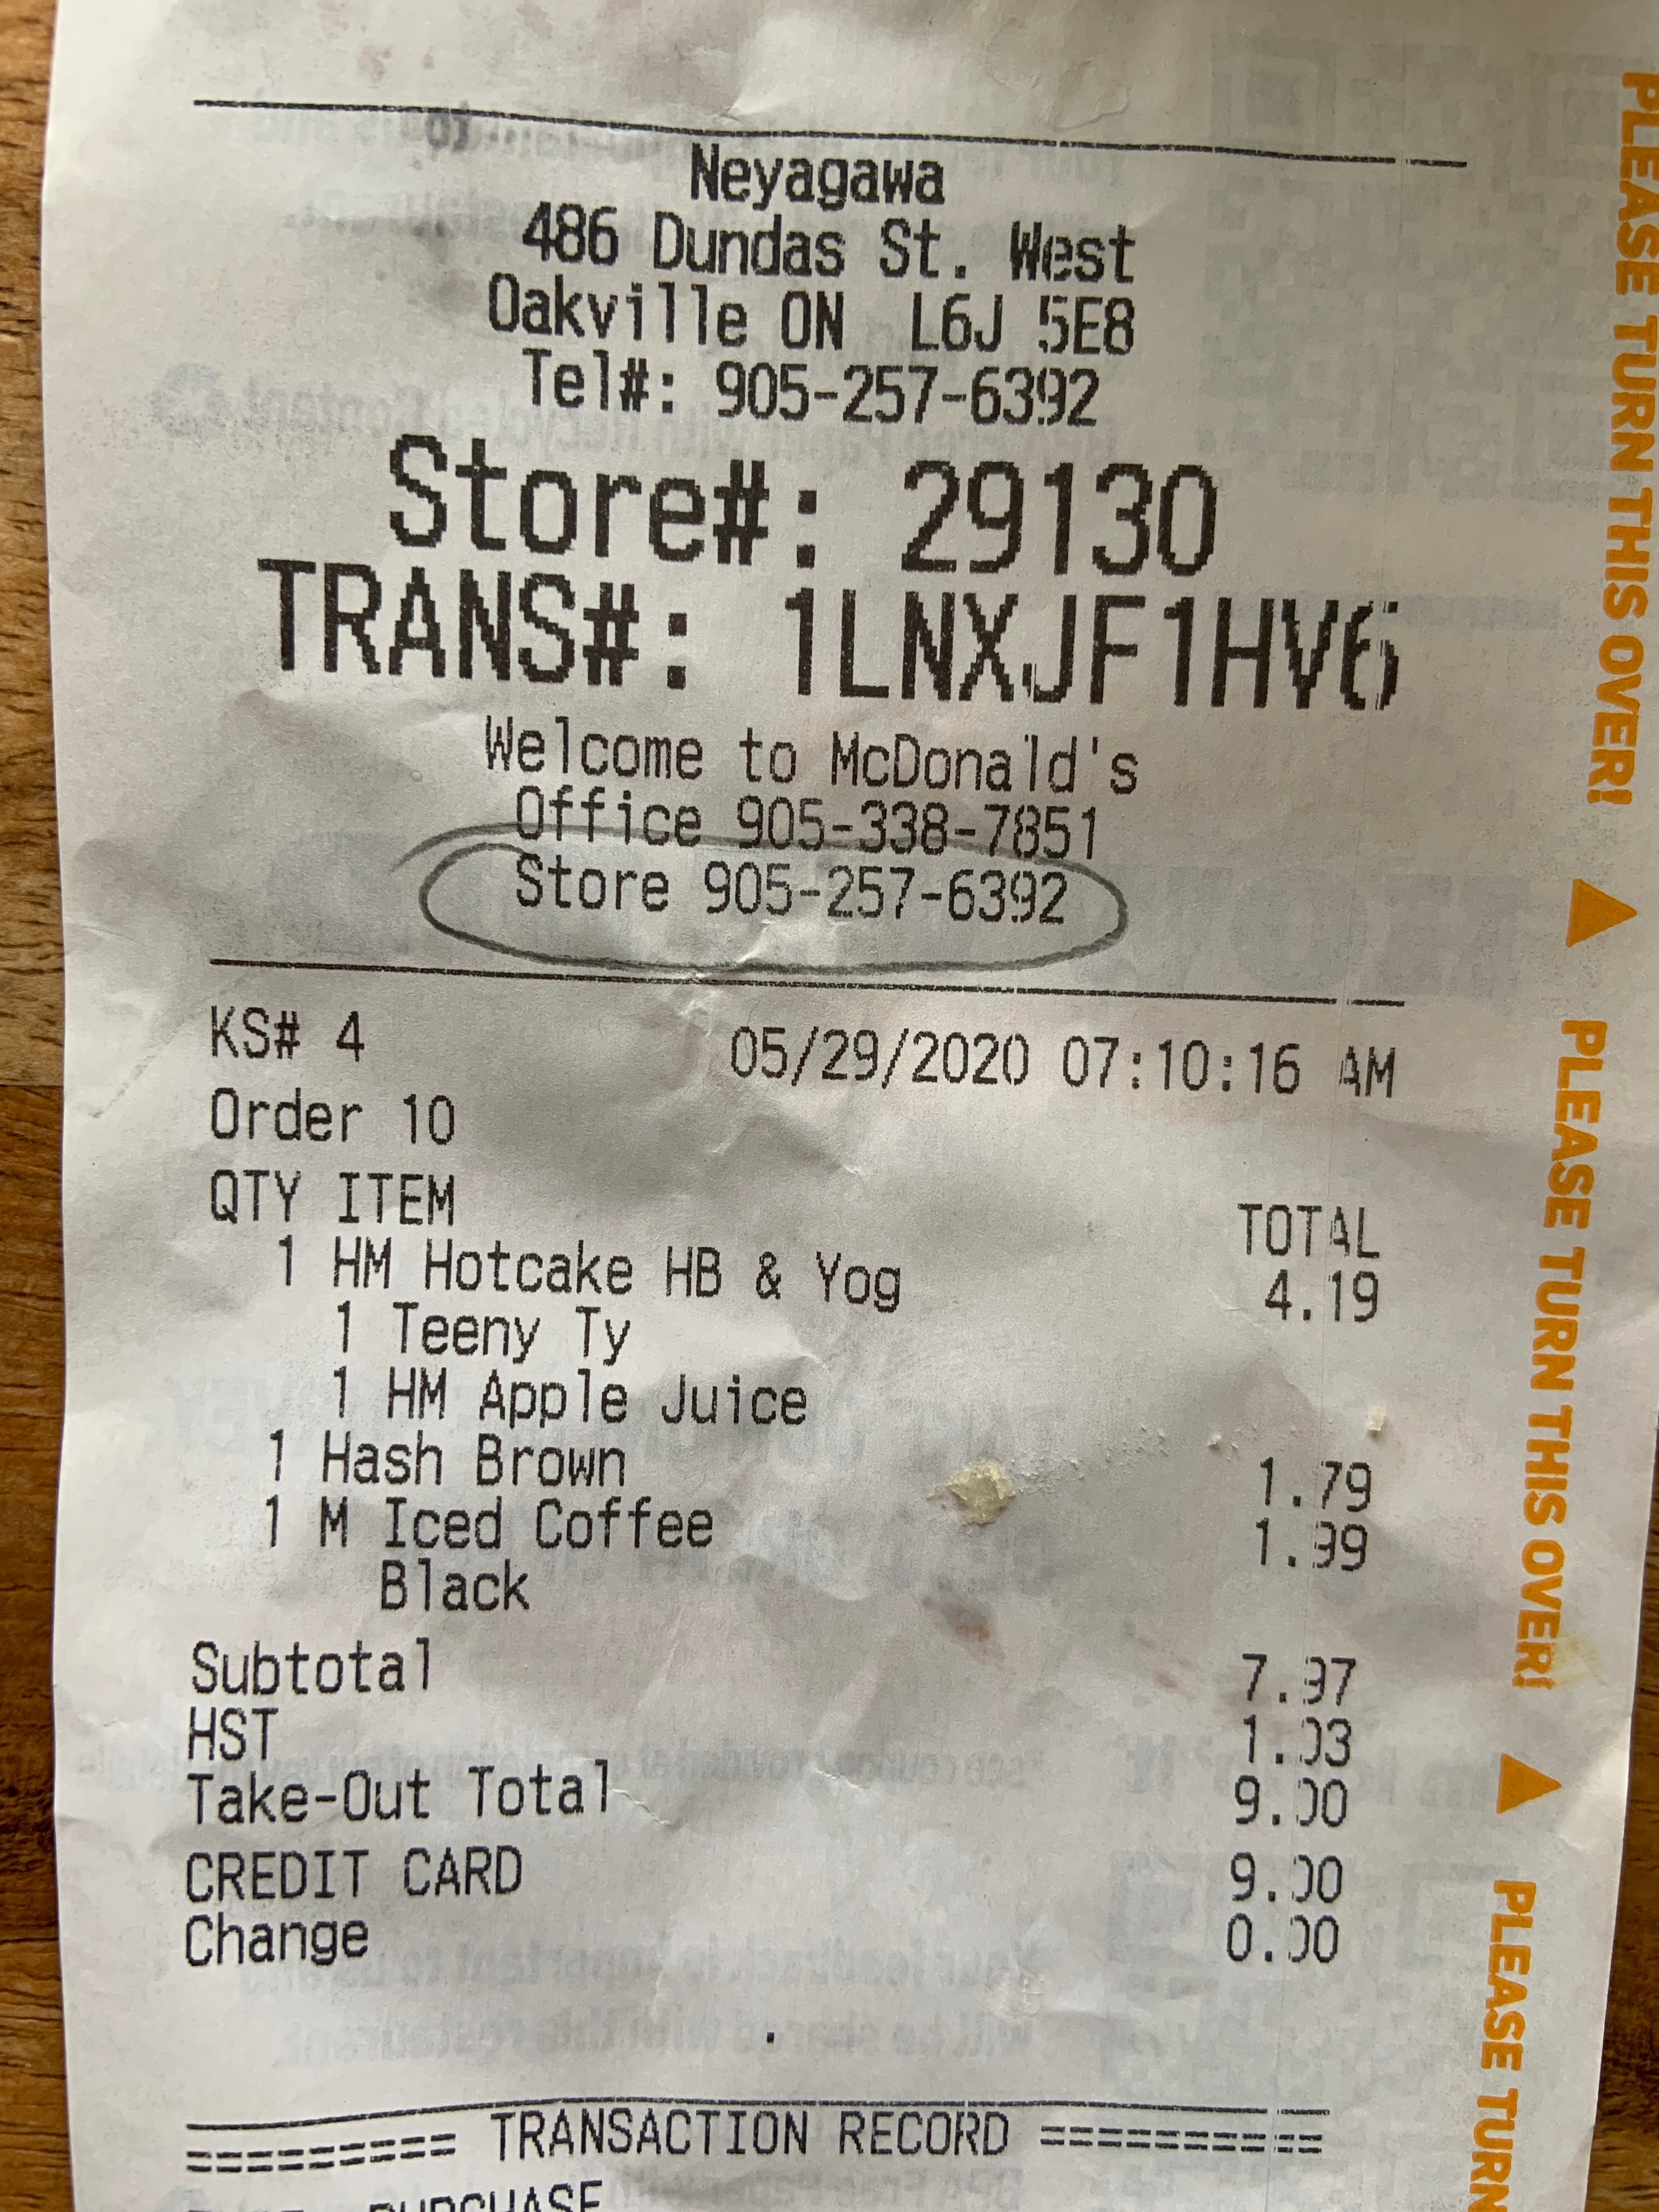 Neyagawa
486 Dundas St. West
Oakville ON L6J 5E8
Tel#: 905-257-6392
Store#: 29130
TRANS#: 1LNXJF1HV6
Welcome to McDonald's
Office 905-338-7851
Store 905-257-6392
KS# 4 05/29/2020 07:10:16 AM
Order 10
QTY ITEM TOTAL
1 HM Hotcake HB & Yog 4.19
1 Teeny Ty
1 HM Apple Juice
1 Hash Brown 1.79
1 M Iced Coffee 1.99
Black
Subtotal 7.97
HST 1.03
Take-Out Total 9.00
CREDIT CARD 9.00
Change 0.00
========= TRANSACTION RECORD ==========
PURCHASE
PLEASE TURN THIS OVER! ▲ PLEASE TURN THIS OVER! ▲ PLEASE TURN